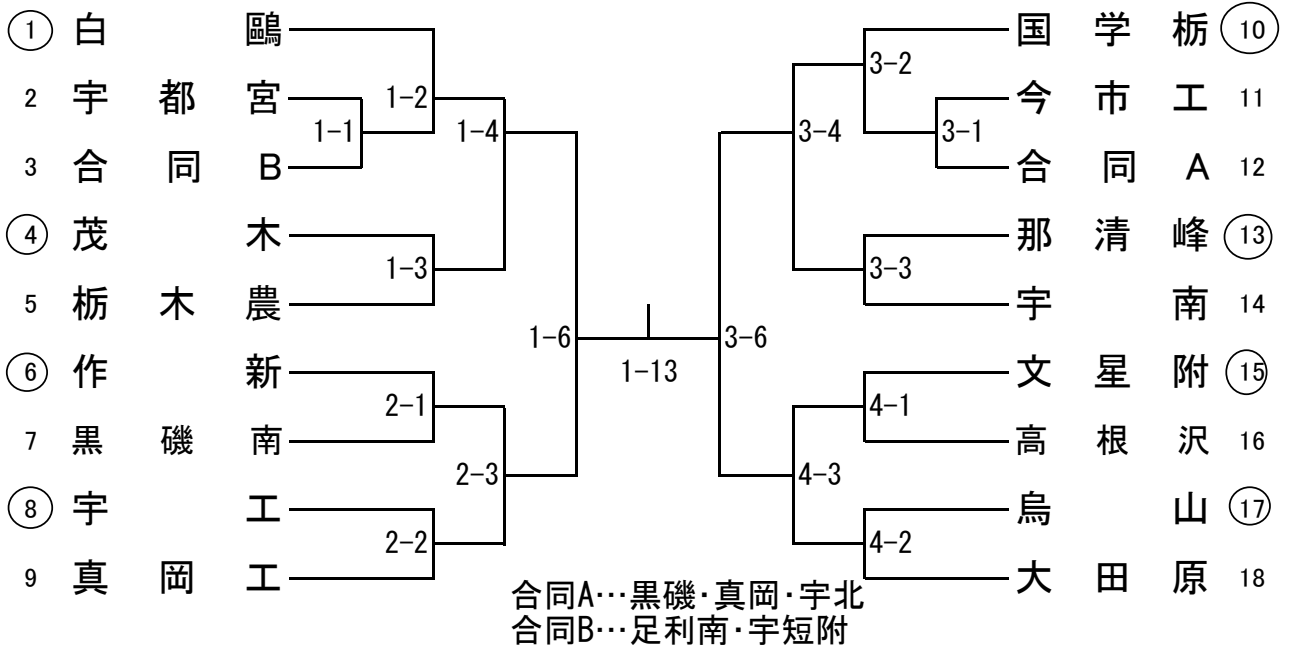 ① 白鷗
2 宇都宮
3 合同B
④ 茂木
5 栃木農
⑥ 作新
7 黒磯南
⑧ 宇工
9 真岡工
1-1
1-2
1-3
1-4
2-1
2-2
2-3
1-6
1-13
3-6
3-4
3-2
3-1
3-3
4-1
4-3
4-2
国学栃 ⑩
今市工 11
合同A 12
那清峰 ⑬
宇南 14
文星附 ⑮
高根沢 16
烏山 ⑰
大田原 18
合同A…黒磯・真岡・宇北
合同B…足利南・宇短附